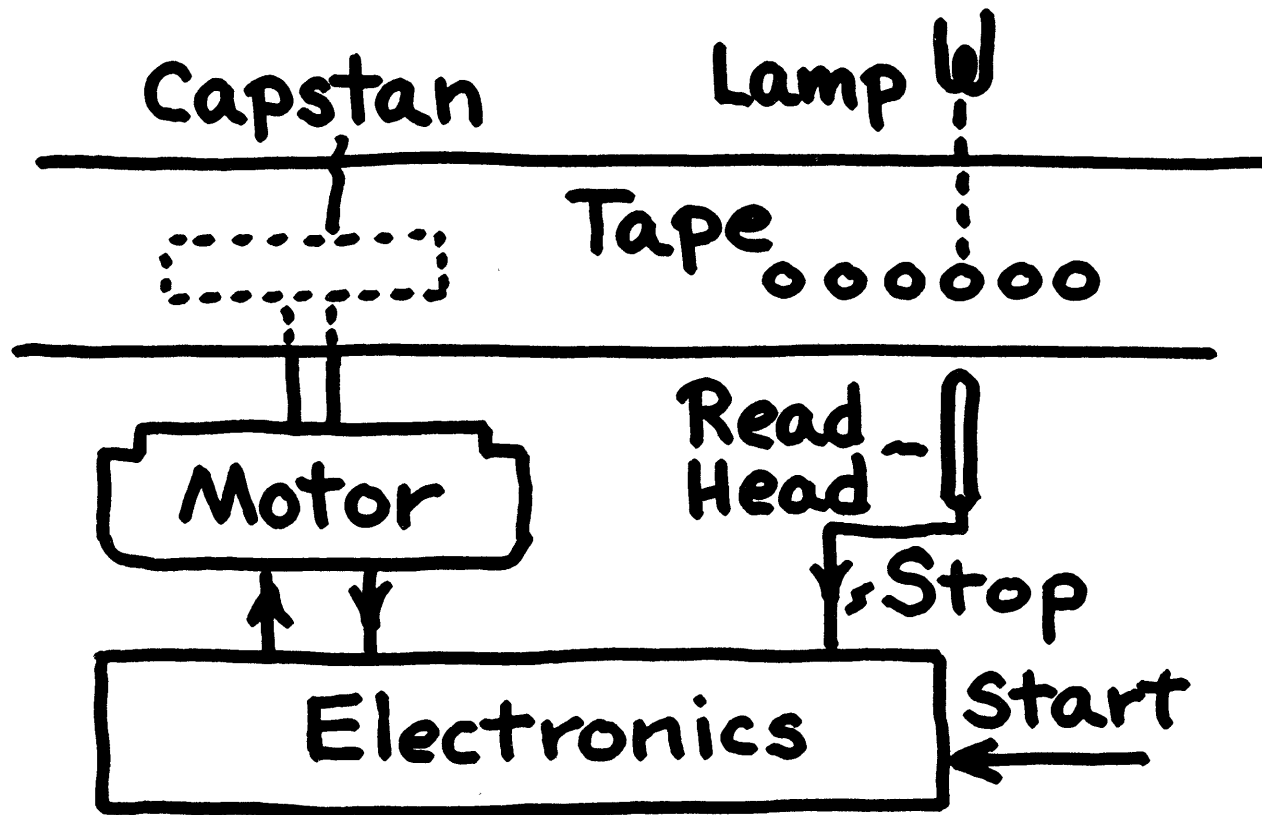 Capstan
Lamp
Tape
Read
Head
Motor
Stop
Start
Electronics